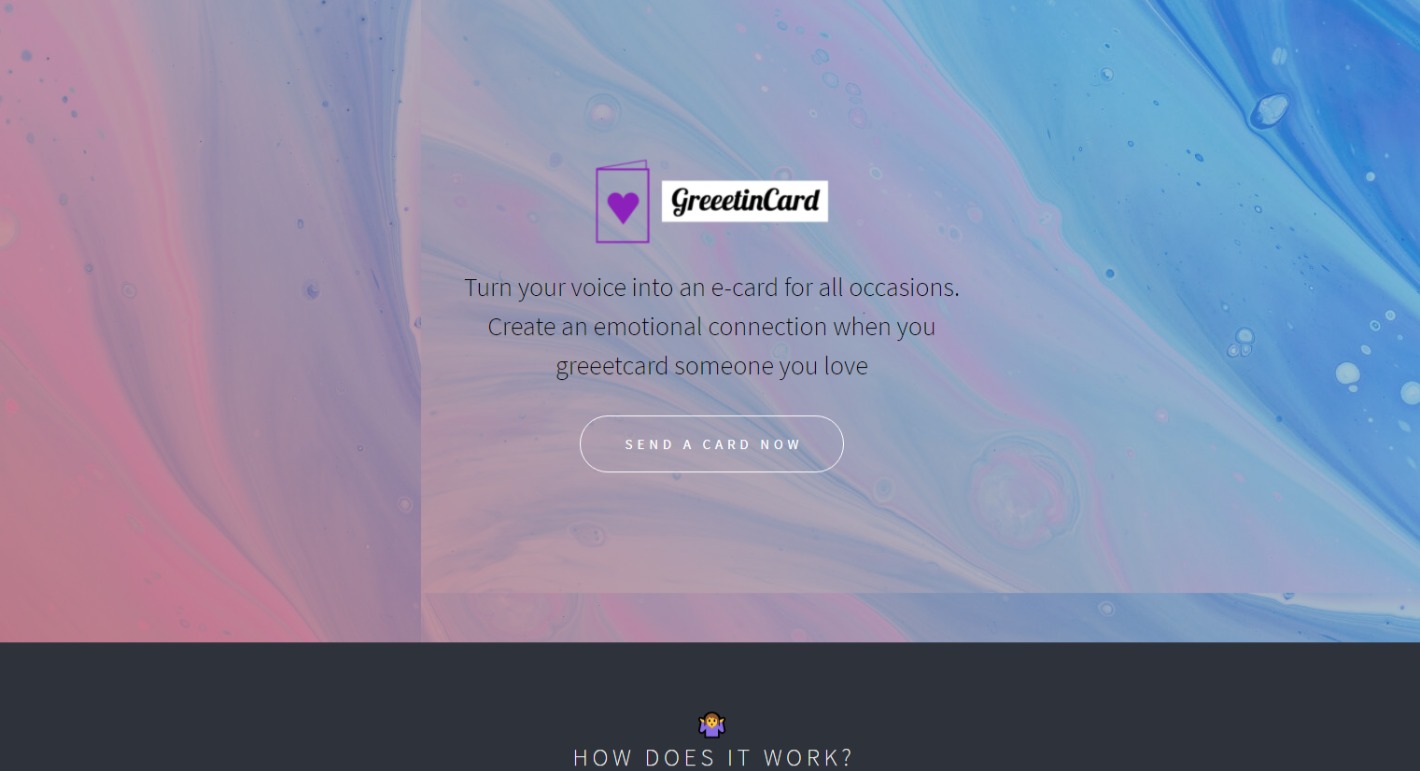 GreeetinCard
Turn your voice into an e-card for all occasions.
Create an emotional connection when you
greeetcard someone you love
SEND A CARD NOW
HOW DOES IT WORK?